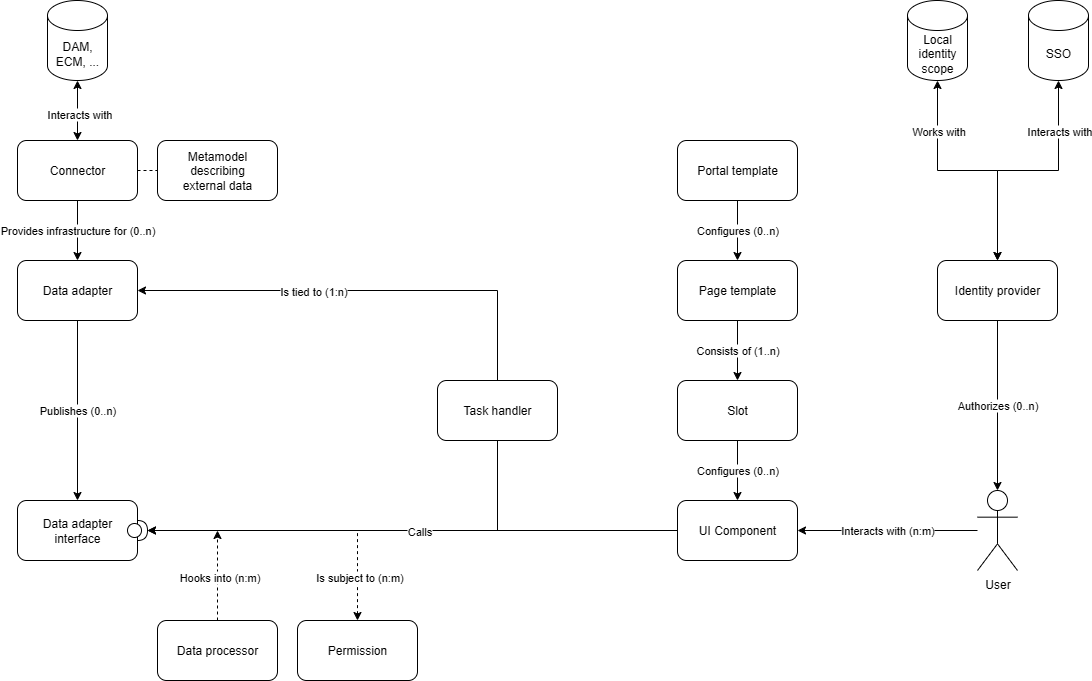 DAM,
ECM, ...
Local
identity
scope
SSO
Interacts with
Works with
Interacts with
Connector
Metamodel
describing
external data
Portal template
Provides infrastructure for (0..n)
Configures (0..n)
Data adapter
Is tied to (1:n)
Page template
Identity provider
Consists of (1..n)
Publishes (0..n)
Task handler
Slot
Authorizes (0..n)
Configures (0..n)
Data adapter
interface
Calls
UI Component
Interacts with (n:m)
Hooks into (n:m)
Is subject to (n:m)
User
Data processor
Permission